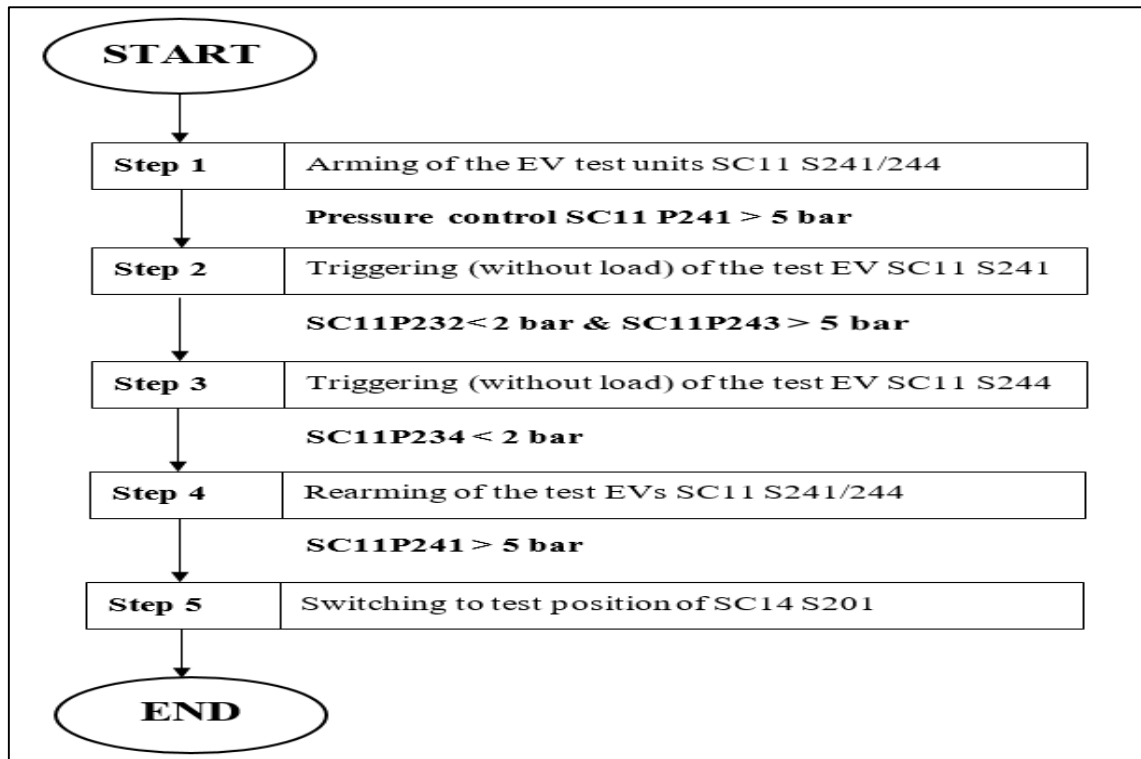 START
Step 1 Arming of the EV test units SC11 S241/244
Pressure control SC11 P241 > 5 bar
Step 2 Triggering (without load) of the test EV SC11 S241
SC11P232< 2 bar & SC11P243 > 5 bar
Step 3 Triggering (without load) of the test EV SC11 S244
SC11P234 < 2 bar
Step 4 Rearming of the test EVs SC11 S241/244
SC11P241 > 5 bar
Step 5 Switching to test position of SC14 S201
END